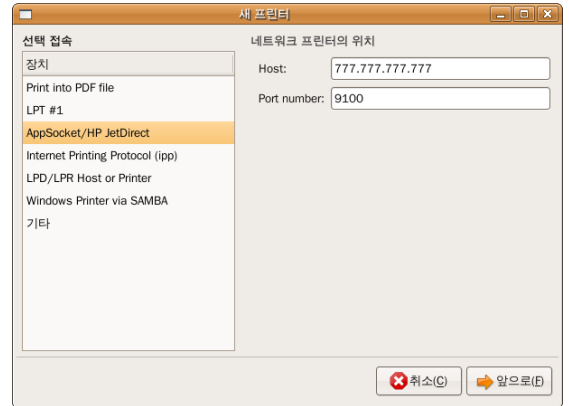 새 프린터
선택 접속
장치
Print into PDF file
LPT #1
AppSocket/HP JetDirect
Internet Printing Protocol (ipp)
LPD/LPR Host or Printer
Windows Printer via SAMBA
기타
네트워크 프린터의 위치
Host: 777.777.777.777
Port number: 9100
취소(C) 앞으로(F)